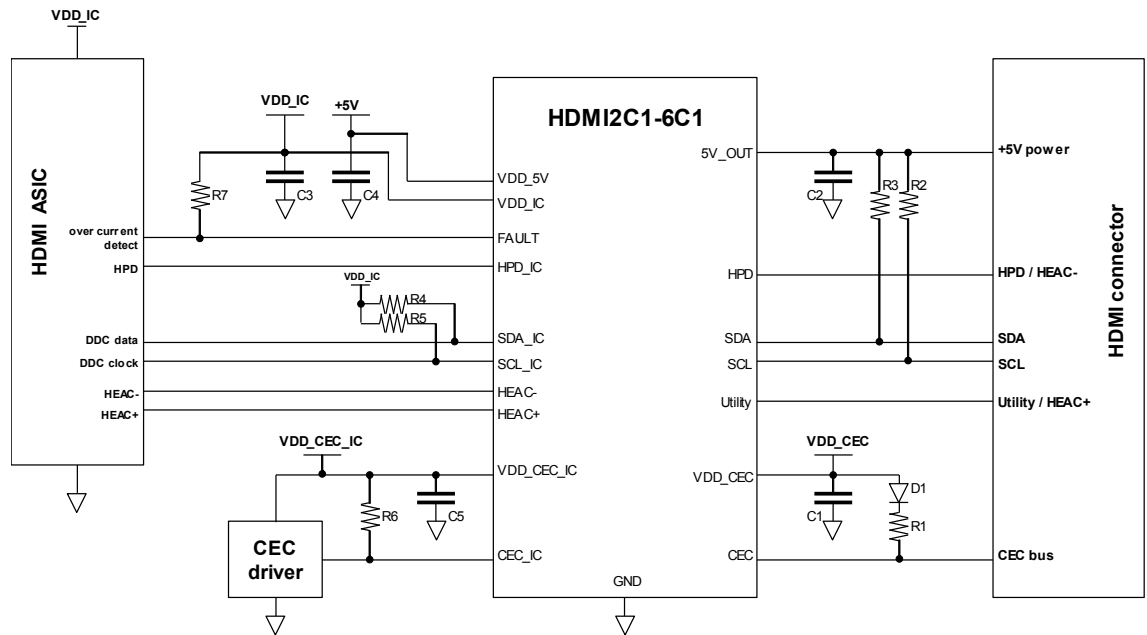 VDD_IC
HDMI ASIC
over current
detect
HPD
DDC data
DDC clock
HEAC-
HEAC+
VDD_IC
+5V
R7
C3
C4
VDD_IC
R4
R5
VDD_CEC_IC
R6
C5
CEC
driver
HDMI2C1-6C1
VDD_5V
VDD_IC
FAULT
HPD_IC
SDA_IC
SCL_IC
HEAC-
HEAC+
VDD_CEC_IC
CEC_IC
5V_OUT
HPD
SDA
SCL
Utility
VDD_CEC
CEC
GND
C2
R3
R2
VDD_CEC
C1
D1
R1
+5V power
HPD / HEAC-
SDA
SCL
Utility / HEAC+
CEC bus
HDMI connector